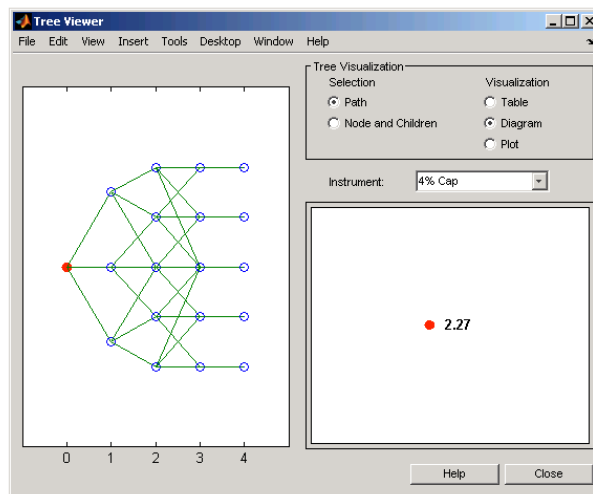 Tree Viewer
File Edit View Insert Tools Desktop Window Help
Tree Visualization
Selection Visualization
Path Table
Node and Children Diagram
Plot
Instrument: 4% Cap
2.27
0 1 2 3 4
Help Close